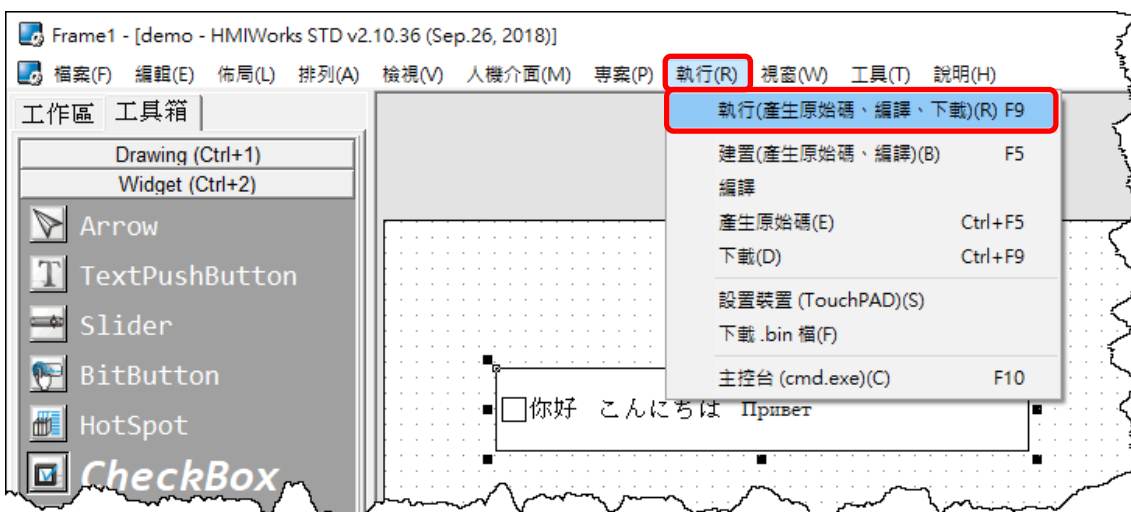 Frame1 - [demo - HMIWorks STD v2.10.36 (Sep.26, 2018)]
檔案(F) 編輯(E) 佈局(L) 排列(A) 檢視(V) 人機介面(M) 專案(P) 執行(R) 視窗(W) 工具(T) 說明(H)
工作區 工具箱
Drawing (Ctrl+1)
Widget (Ctrl+2)
Arrow
TextPushButton
Slider
BitButton
HotSpot
CheckBox
執行(產生原始碼、編譯、下載)(R) F9
建置(產生原始碼、編譯)(B) F5
編譯
產生原始碼(E) Ctrl+F5
下載(D) Ctrl+F9
設置裝置 (TouchPAD)(S)
下載 .bin 檔(F)
主控台 (cmd.exe)(C) F10
你好 こんにちは Привет